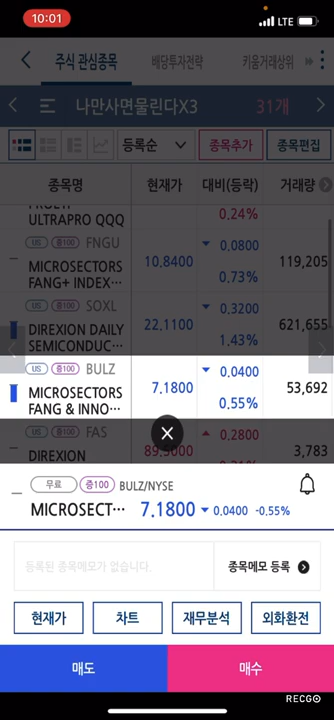 10:01
LTE
주식 관심종목 배당투자전략 키움거래상위
나만사면물린다X3 31개
등록순 종목추가 종목편집
종목명 현재가 대비(등락) 거래량
ULTRAPRO QQQ 0.24%
US 증100 FNGU
MICROSECTORS
FANG+ INDEX…
10.8400 0.0800 119,205
0.73%
US 증100 SOXL
DIREXION DAILY
SEMICONDUC…
22.1100 0.3200 621,655
1.43%
US 증100 BULZ
MICROSECTORS
FANG & INNO…
7.1800 0.0400 53,692
0.55%
US 증100 FAS
DIREXION
89.5000 0.2800 3,783
무료 증100 BULZ/NYSE
MICROSECT… 7.1800 0.0400 -0.55%
등록된 종목메모가 없습니다. 종목메모 등록
현재가 차트 재무분석 외화환전
매도 매수
RECGO